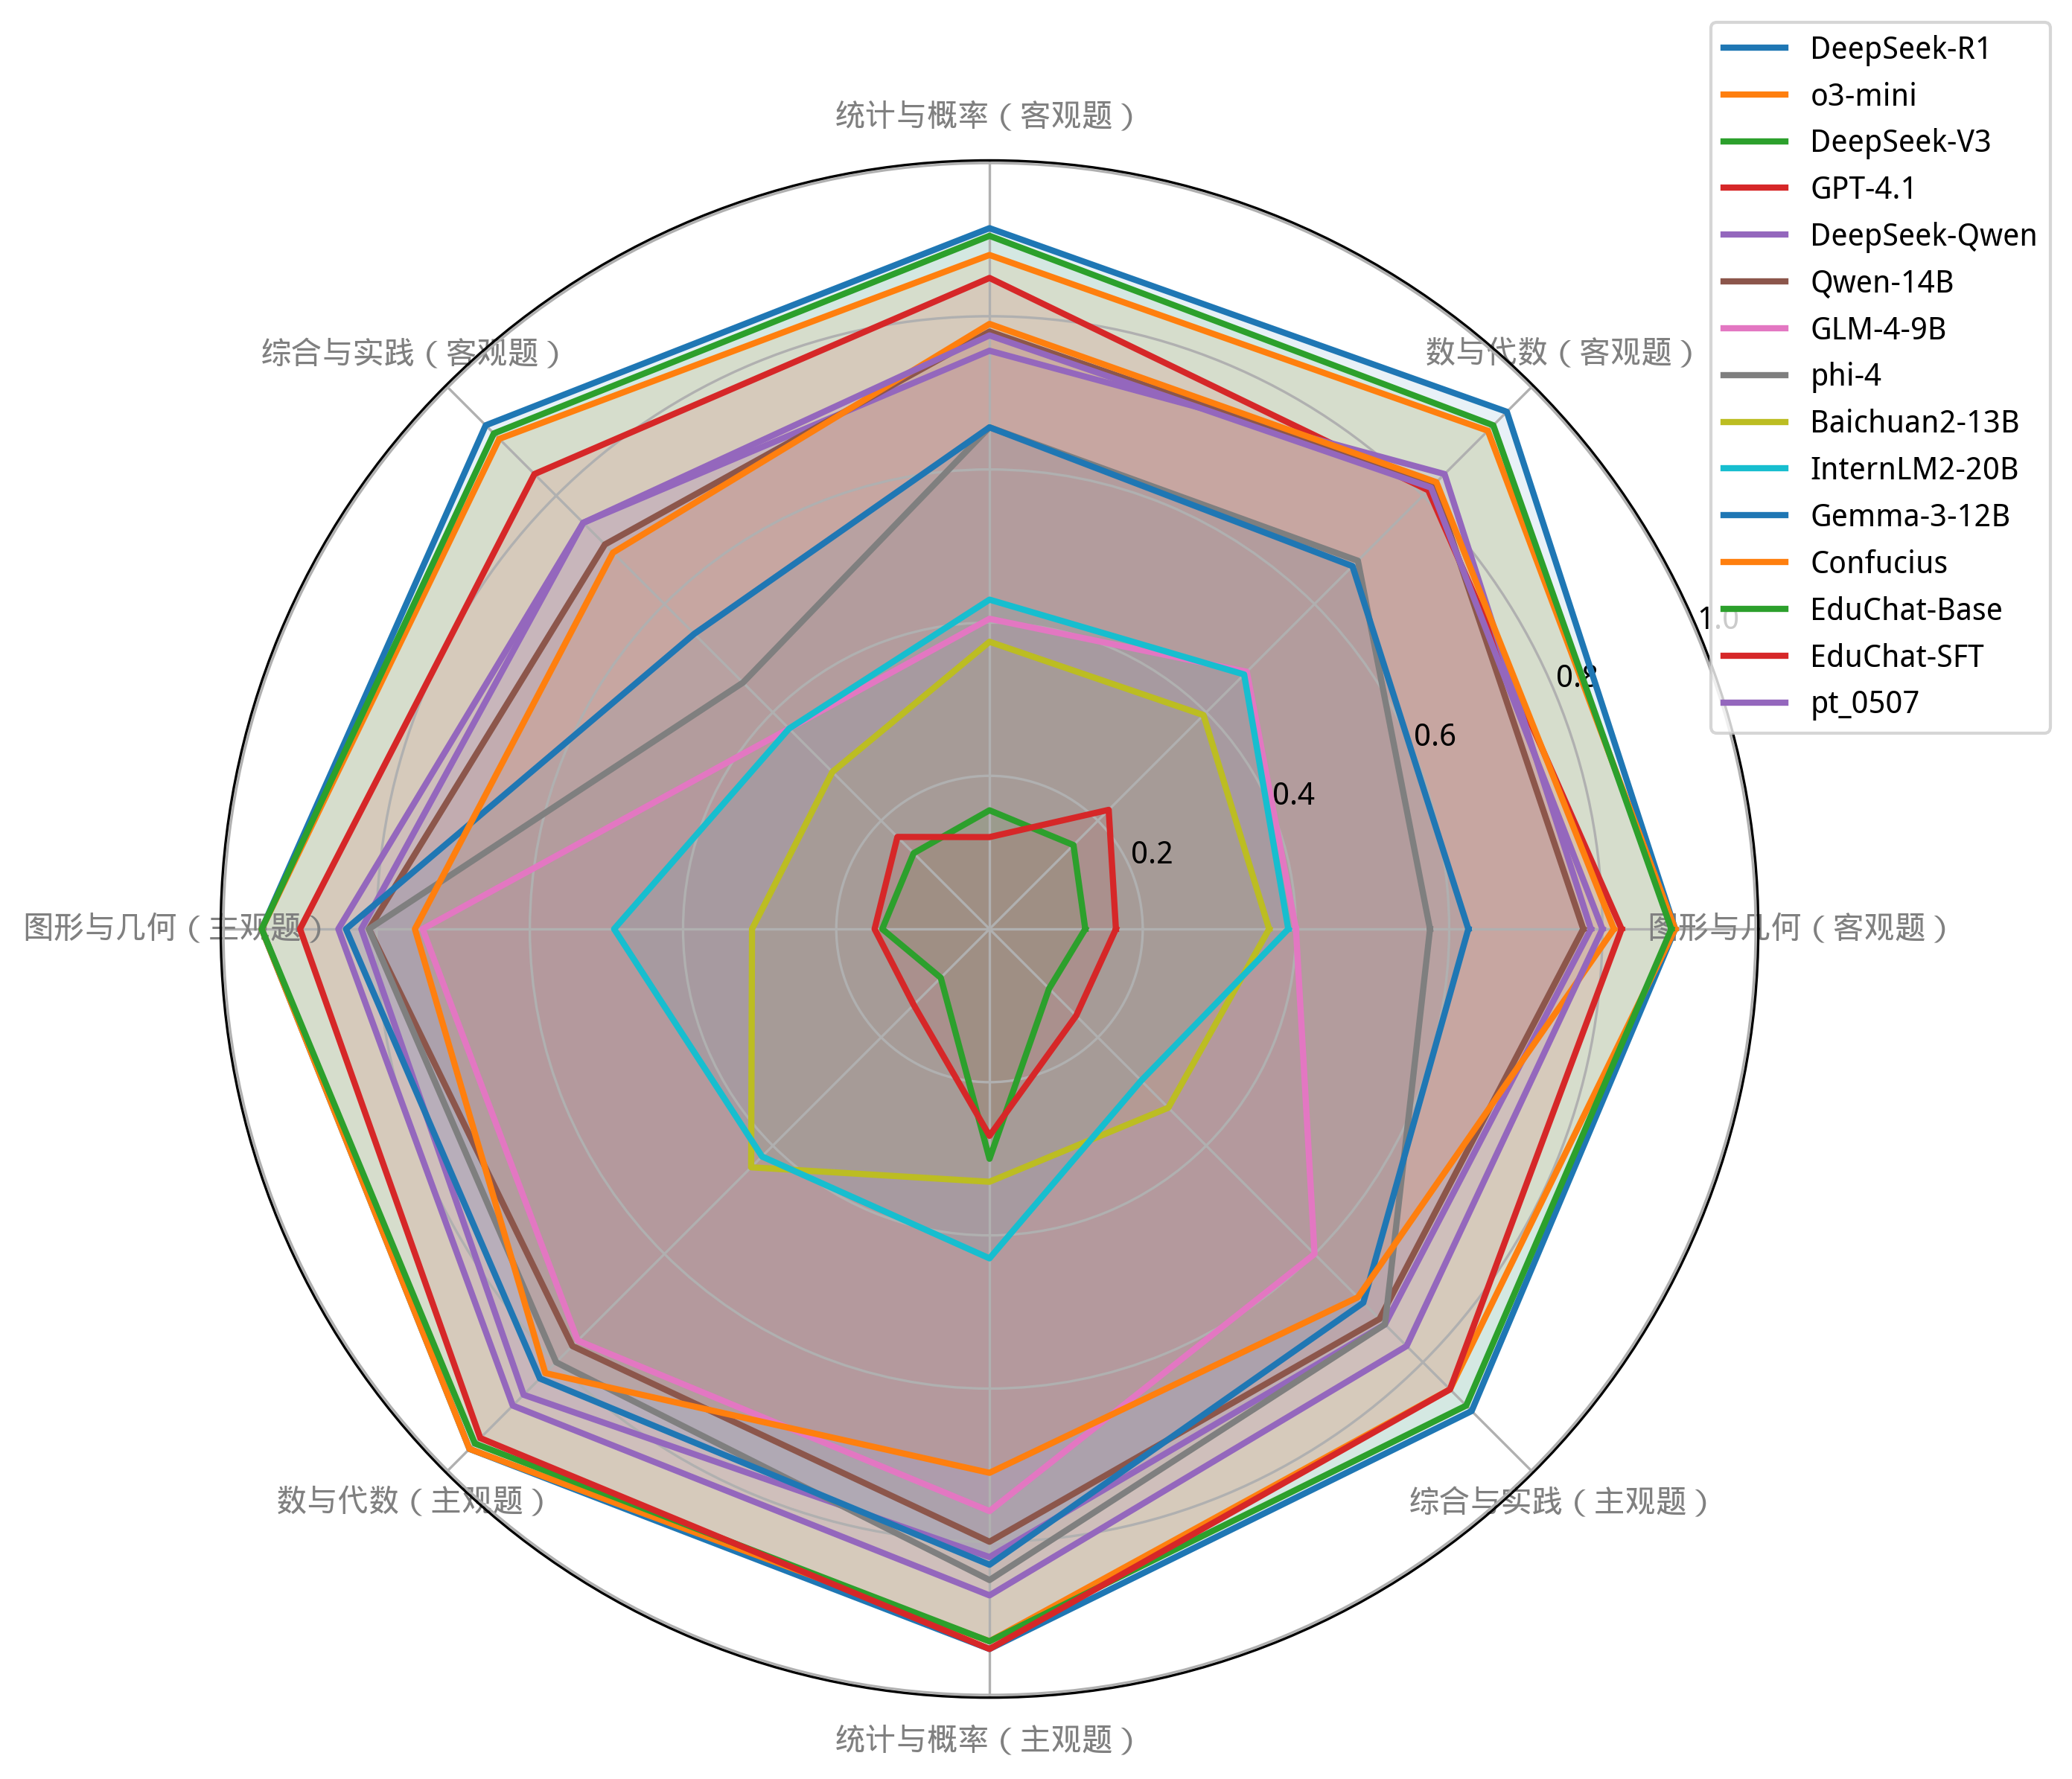 DeepSeek-R1
o3-mini
DeepSeek-V3
GPT-4.1
DeepSeek-Qwen
Qwen-14B
GLM-4-9B
phi-4
Baichuan2-13B
InternLM2-20B
Gemma-3-12B
Confucius
EduChat-Base
EduChat-SFT
pt_0507
统计与概率（客观题）
综合与实践（客观题）
数与代数（客观题）
1.0
0.8
0.6
0.4
0.2
图形与几何（主观题）
图形与几何（客观题）
数与代数（主观题）
综合与实践（主观题）
统计与概率（主观题）